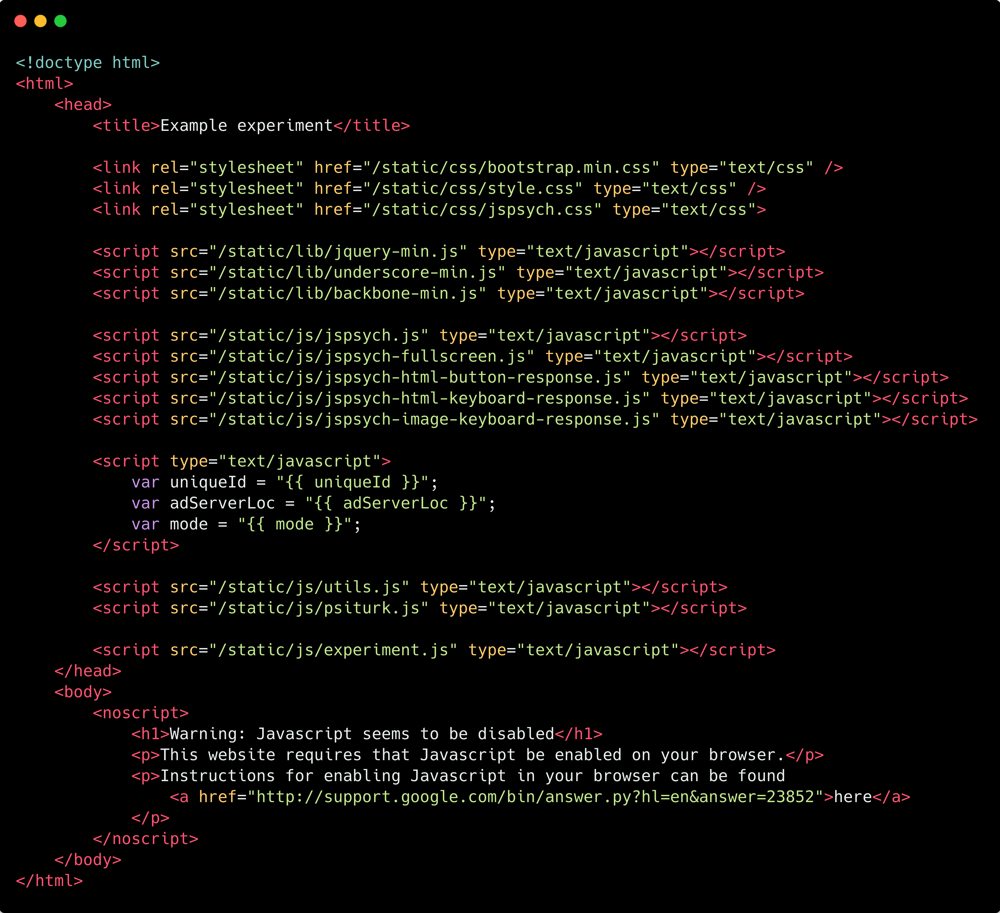 <!doctype html>
<html>
    <head>
        <title>Example experiment</title>

        <link rel="stylesheet" href="/static/css/bootstrap.min.css" type="text/css" />
        <link rel="stylesheet" href="/static/css/style.css" type="text/css" />
        <link rel="stylesheet" href="/static/css/jspsych.css" type="text/css">

        <script src="/static/lib/jquery-min.js" type="text/javascript"></script>
        <script src="/static/lib/underscore-min.js" type="text/javascript"></script>
        <script src="/static/lib/backbone-min.js" type="text/javascript"></script>

        <script src="/static/js/jspsych.js" type="text/javascript"></script>
        <script src="/static/js/jspsych-fullscreen.js" type="text/javascript"></script>
        <script src="/static/js/jspsych-html-button-response.js" type="text/javascript"></script>
        <script src="/static/js/jspsych-html-keyboard-response.js" type="text/javascript"></script>
        <script src="/static/js/jspsych-image-keyboard-response.js" type="text/javascript"></script>

        <script type="text/javascript">
            var uniqueId = "{{ uniqueId }}";
            var adServerLoc = "{{ adServerLoc }}";
            var mode = "{{ mode }}";
        </script>

        <script src="/static/js/utils.js" type="text/javascript"></script>
        <script src="/static/js/psiturk.js" type="text/javascript"></script>

        <script src="/static/js/experiment.js" type="text/javascript"></script>
    </head>
    <body>
        <noscript>
            <h1>Warning: Javascript seems to be disabled</h1>
            <p>This website requires that Javascript be enabled on your browser.</p>
            <p>Instructions for enabling Javascript in your browser can be found
                <a href="http://support.google.com/bin/answer.py?hl=en&answer=23852">here</a>
            </p>
        </noscript>
    </body>
</html>